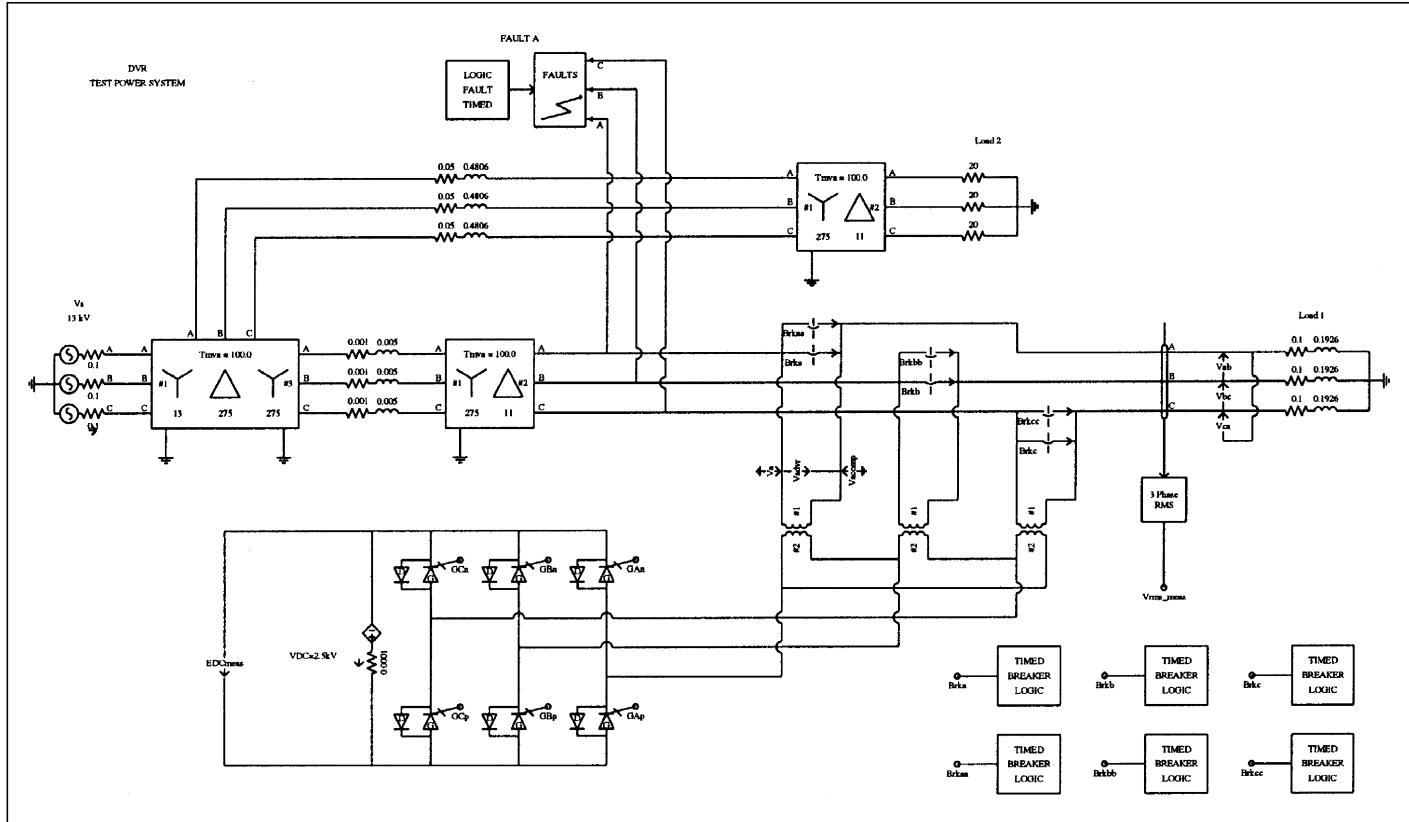 FAULT A
DVR
TEST POWER SYSTEM
LOGIC
FAULT
TIMED
FAULTS
C
B
A
Load 2
0.05 0.4806
0.05 0.4806
0.05 0.4806
A
B
C
Tmva = 100.0
#1 #2
275 11
A
B
C
20
20
20
Vs
13 kV
A B C
0.1
0.1
0.1
A
B
C
Tmva = 100.0
#1 #3
13 275 275
A
B
C
0.001 0.005
0.001 0.005
0.001 0.005
Tmva = 100.0
#1 #2
275 11
A
B
C
Brkaa
Brka
Brkbb
Brkb
Brkcc
Brkc
Load 1
A
B
C
Vab
Vbc
Vca
0.1 0.1926
0.1 0.1926
0.1 0.1926
Va
Vadvr
Vacomp
#1 #1 #1
#2 #2 #2
3 Phase
RMS
Vrms_meas
D G GCn
D G GBn
D G GAn
EDCmeas
VDC=2.5kV
0.0001
D G GCp
D G GBp
D G GAp
Brka
TIMED
BREAKER
LOGIC
Brkb
TIMED
BREAKER
LOGIC
Brkc
TIMED
BREAKER
LOGIC
Brkaa
TIMED
BREAKER
LOGIC
Brkbb
TIMED
BREAKER
LOGIC
Brkcc
TIMED
BREAKER
LOGIC